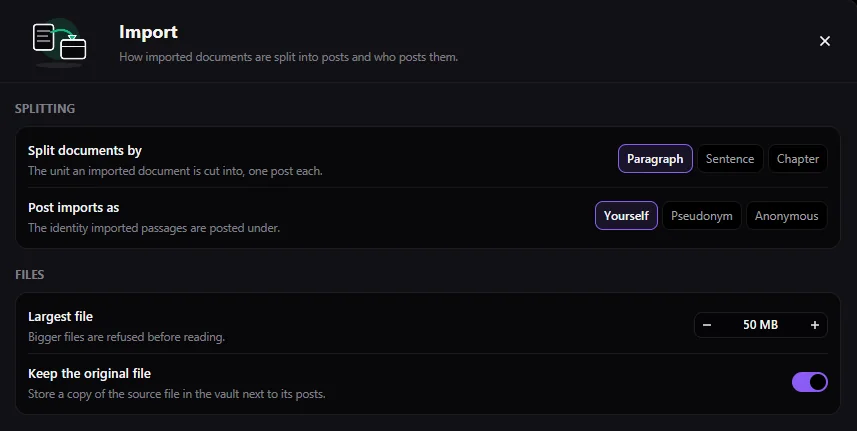 Import
How imported documents are split into posts and who posts them.
SPLITTING
Split documents by
The unit an imported document is cut into, one post each.
Paragraph
Sentence
Chapter
Post imports as
The identity imported passages are posted under.
Yourself
Pseudonym
Anonymous
FILES
Largest file
Bigger files are refused before reading.
− 50 MB +
Keep the original file
Store a copy of the source file in the vault next to its posts.